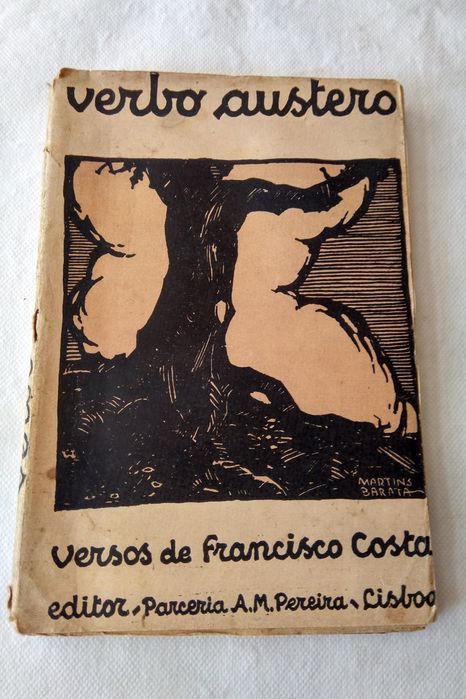 verbo austero
MARTINS
BARATA
versos de Francisco Costa
editor - Parceria A. M. Pereira - Lisboa